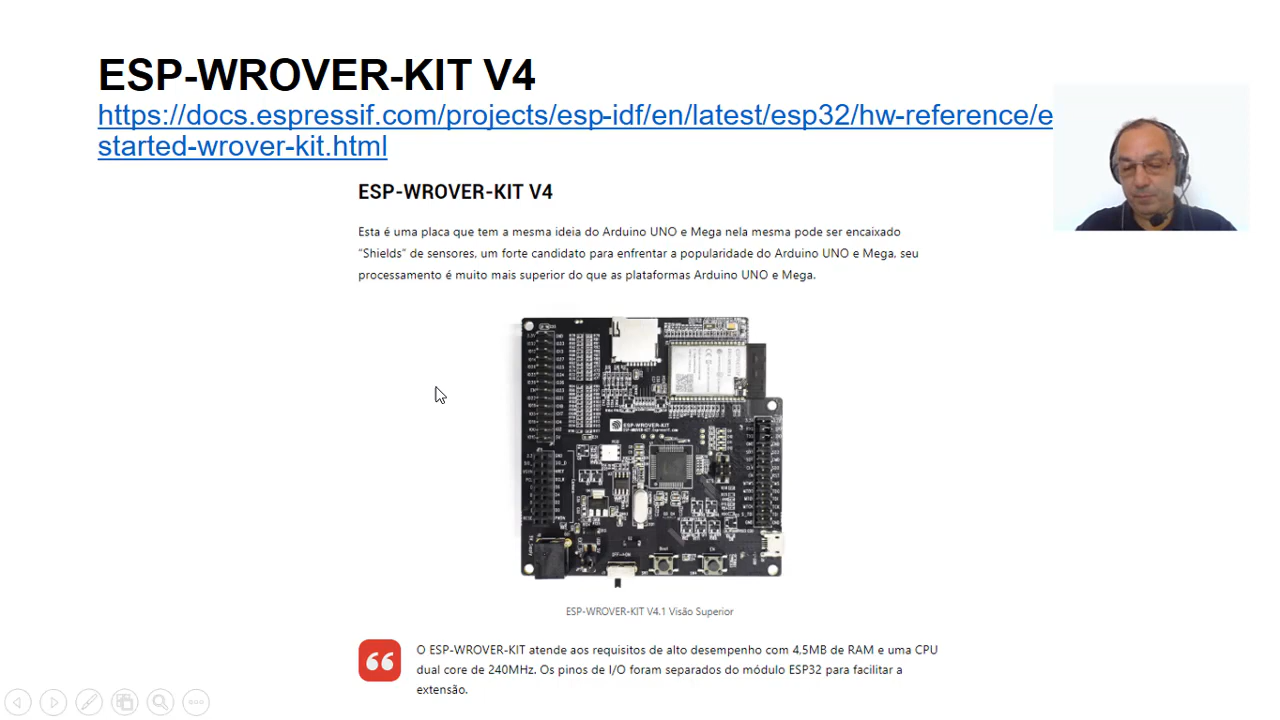 ESP-WROVER-KIT V4
https://docs.espressif.com/projects/esp-idf/en/latest/esp32/hw-reference/e
started-wrover-kit.html
ESP-WROVER-KIT V4
Esta é uma placa que tem a mesma ideia do Arduino UNO e Mega nela mesma pode ser encaixado
“Shields” de sensores, um forte candidato para enfrentar a popularidade do Arduino UNO e Mega, seu
processamento é muito mais superior do que as plataformas Arduino UNO e Mega.
ESP-WROVER-KIT
Boot
EN
ESP-WROVER-KIT V4.1 Visão Superior
O ESP-WROVER-KIT atende aos requisitos de alto desempenho com 4,5MB de RAM e uma CPU
dual core de 240MHz. Os pinos de I/O foram separados do módulo ESP32 para facilitar a
extensão.